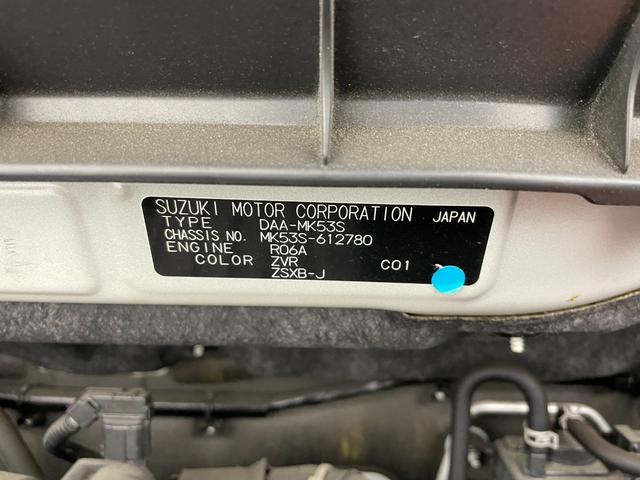 SUZUKI MOTOR CORPORATION JAPAN
TYPE DAA-MK53S
CHASSIS NO. MK53S-612780
ENGINE R06A
COLOR ZVR C01
ZSXB-J